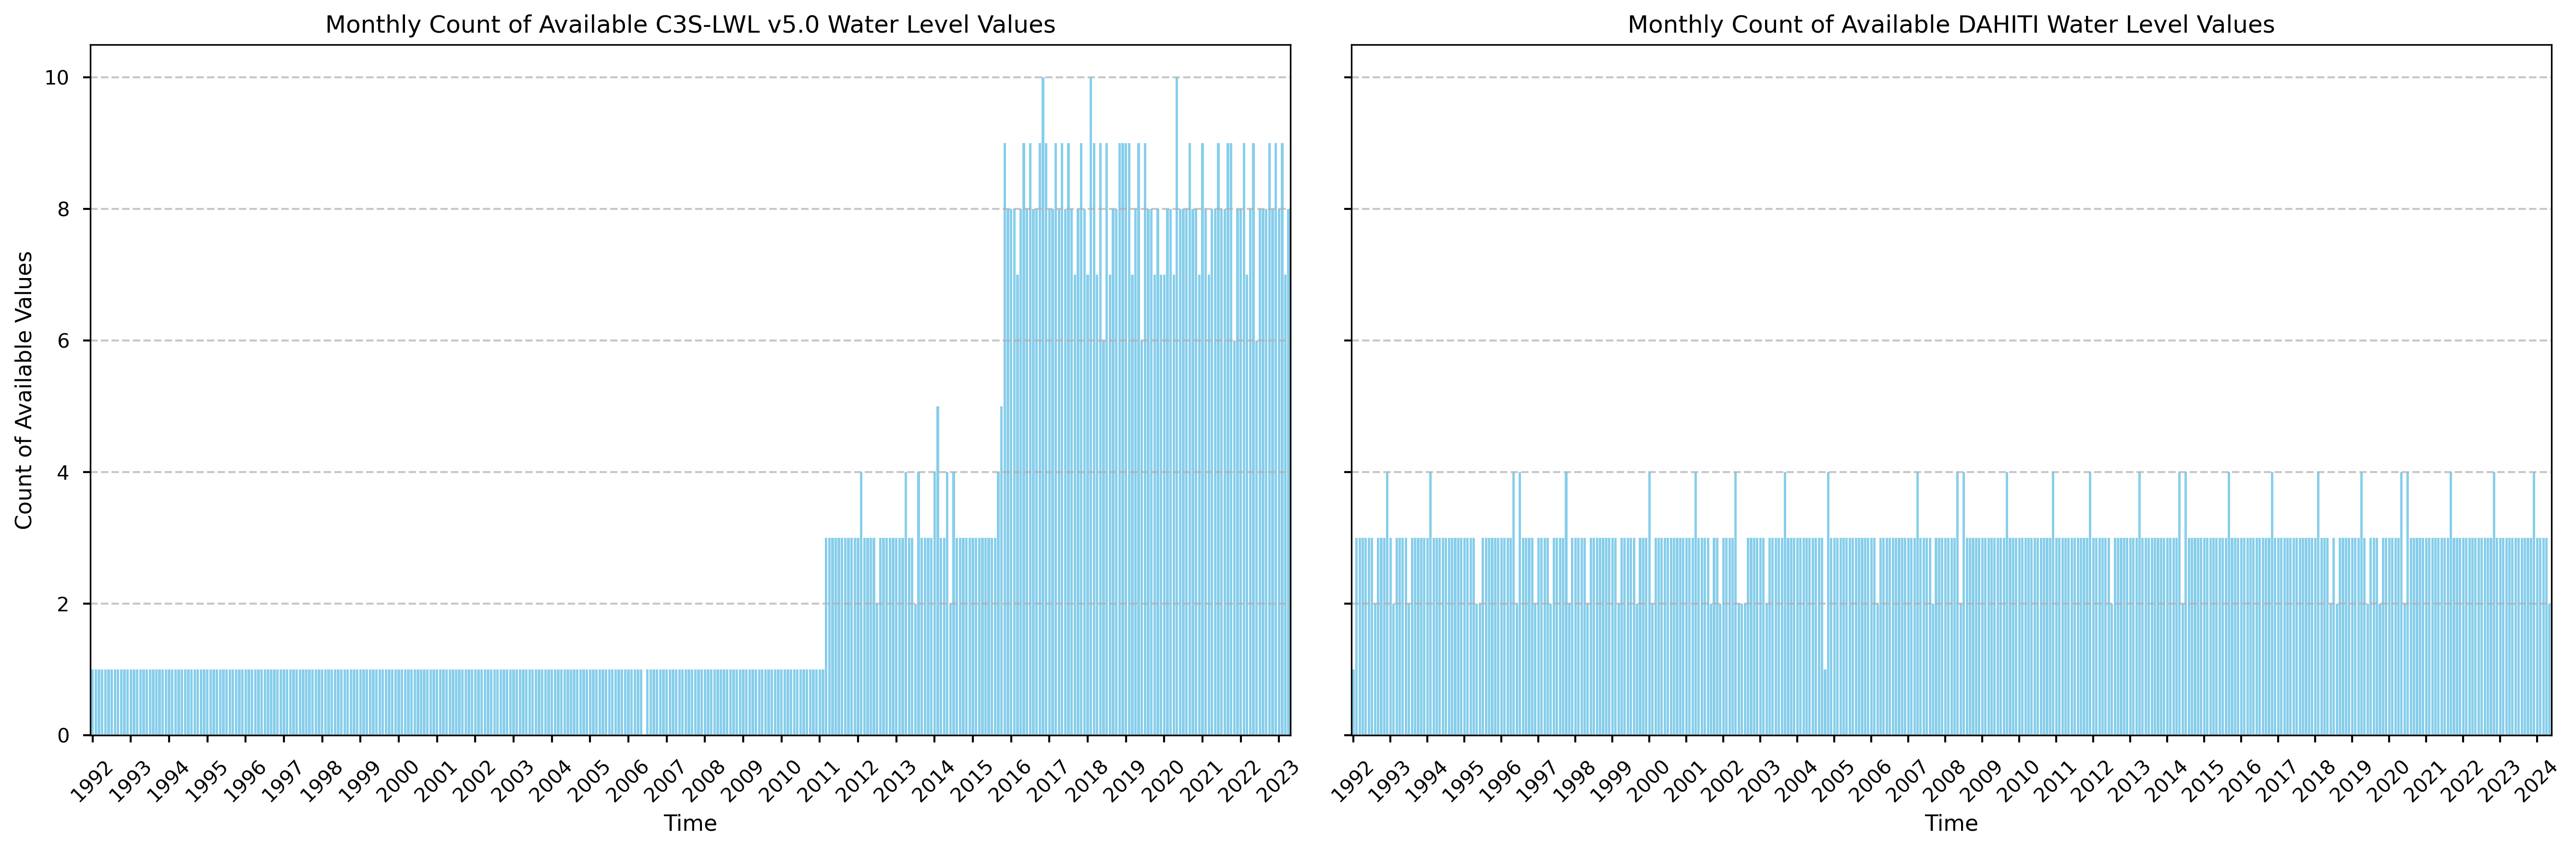 Monthly Count of Available C3S-LWL v5.0 Water Level Values
Count of Available Values
10
8
6
4
2
0
1992 1993 1994 1995 1996 1997 1998 1999 2000 2001 2002 2003 2004 2005 2006 2007 2008 2009 2010 2011 2012 2013 2014 2015 2016 2017 2018 2019 2020 2021 2022 2023
Time
Monthly Count of Available DAHITI Water Level Values
1992 1993 1994 1995 1996 1997 1998 1999 2000 2001 2002 2003 2004 2005 2006 2007 2008 2009 2010 2011 2012 2013 2014 2015 2016 2017 2018 2019 2020 2021 2022 2023 2024
Time